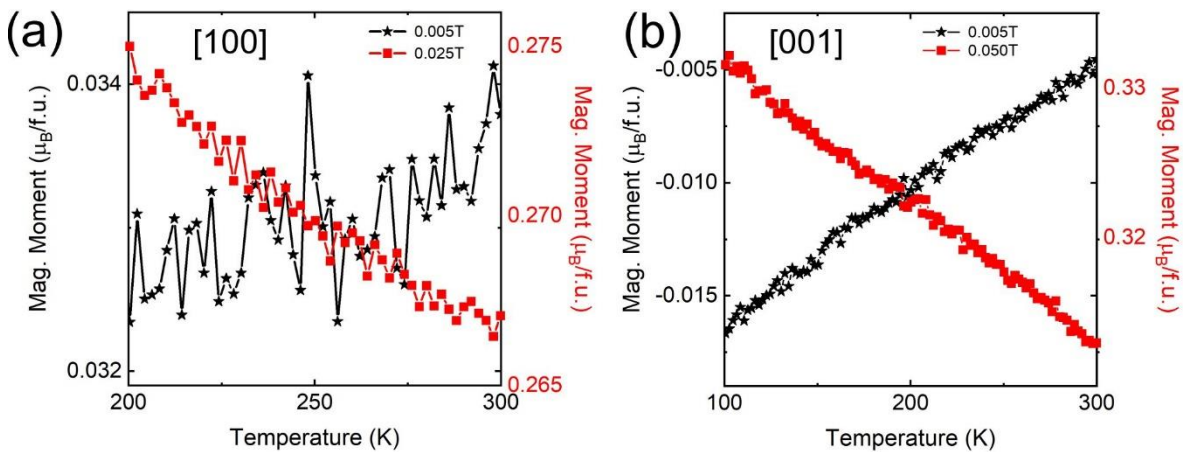 (a)
[100]
0.005T
0.025T
0.034
0.032
Mag. Moment (μB/f.u.)
0.275
0.270
0.265
Mag. Moment (μB/f.u.)
200
250
300
Temperature (K)
(b)
[001]
0.005T
0.050T
-0.005
-0.010
-0.015
Mag. Moment (μB/f.u.)
0.33
0.32
Mag. Moment (μB/f.u.)
100
200
300
Temperature (K)